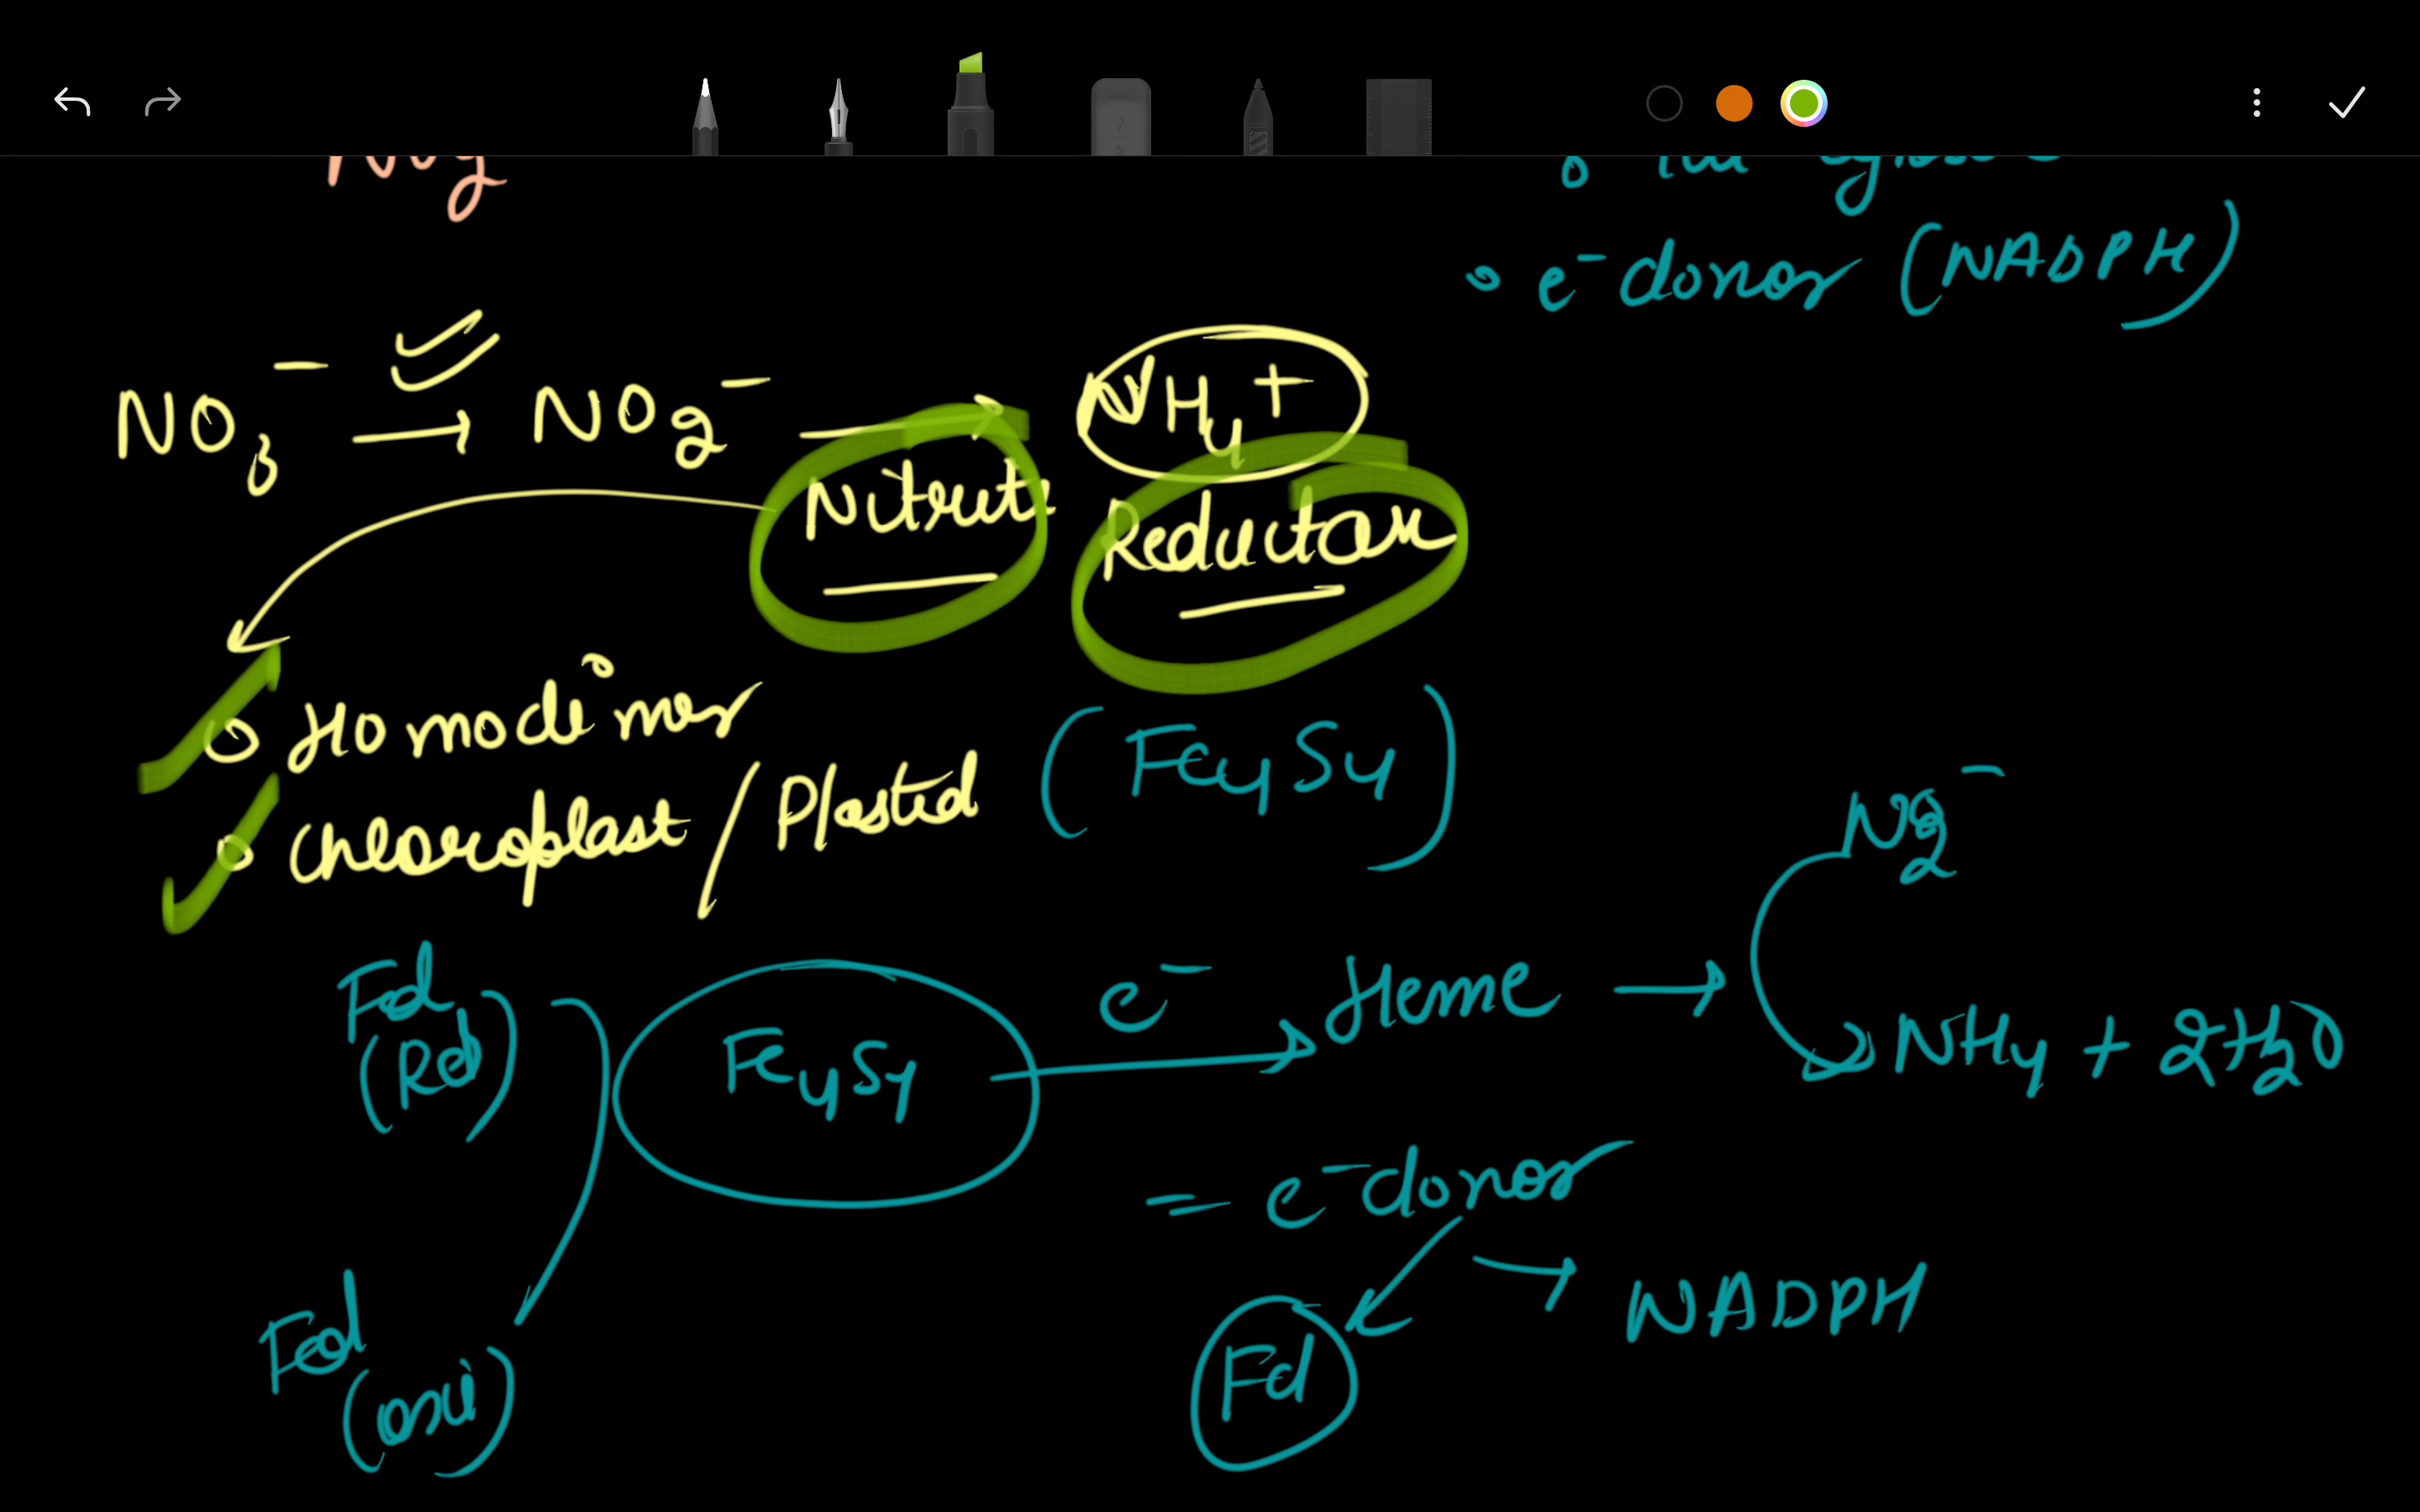 e⁻ donor (NADPH)
NO₃⁻ → NO₂⁻ → NH₄+
Nitrite Reductase
Homodimer
Chloroplast / Plastid (Fe₄S₄)
NO₂⁻
Fd (Red) Fe₄S₄ e⁻ → Heme →
NH₄ + 2H₂O
= e⁻ donor
→ NADPH
Fd (oxi) Fd